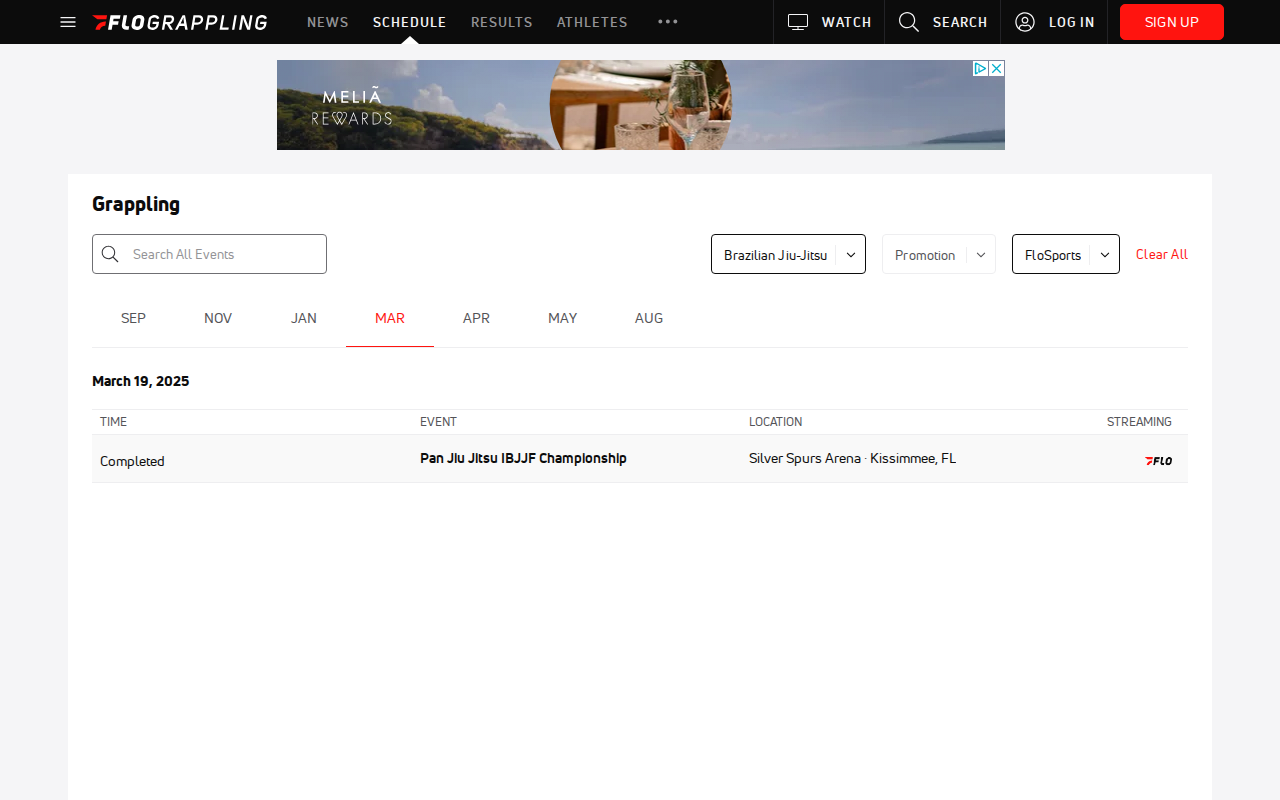 FLOGRAPPLING
NEWS
SCHEDULE
RESULTS
ATHLETES
WATCH
SEARCH
LOG IN
SIGN UP
MELIÃ
REWARDS
Grappling
Search All Events
Brazilian Jiu-Jitsu
Promotion
FloSports
Clear All
SEP
NOV
JAN
MAR
APR
MAY
AUG
March 19, 2025
TIME
EVENT
LOCATION
STREAMING
Completed
Pan Jiu Jitsu IBJJF Championship
Silver Spurs Arena · Kissimmee, FL
FLO